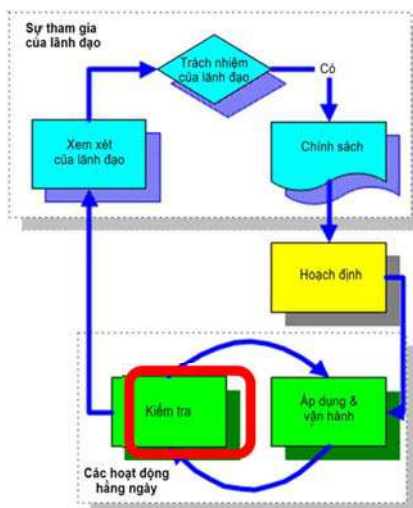 Sự tham gia
của lãnh đạo
Trách nhiệm
của lãnh đạo
Có
Xem xét
của lãnh đạo
Chính sách
Hoạch định
Kiểm tra
Áp dụng &
vận hành
Các hoạt động
hằng ngày